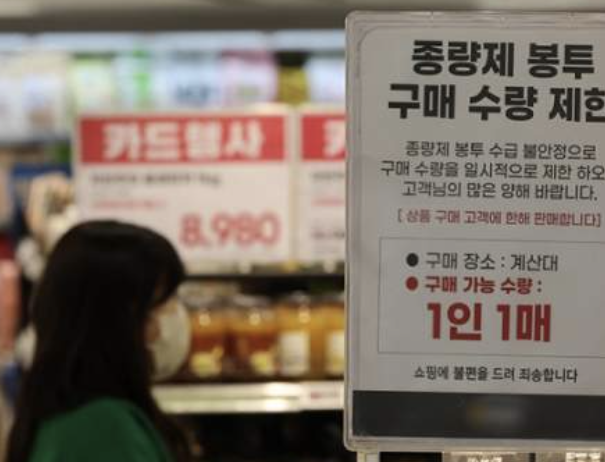 카드행사
8,980
종량제 봉투
구매 수량 제한
종량제 봉투 수급 불안정으로
구매 수량을 일시적으로 제한 하오
고객님의 많은 양해 바랍니다.
[ 상품 구매 고객에 한해 판매합니다]
● 구매 장소 : 계산대
● 구매 가능 수량 :
1인 1매
쇼핑에 불편을 드려 죄송합니다